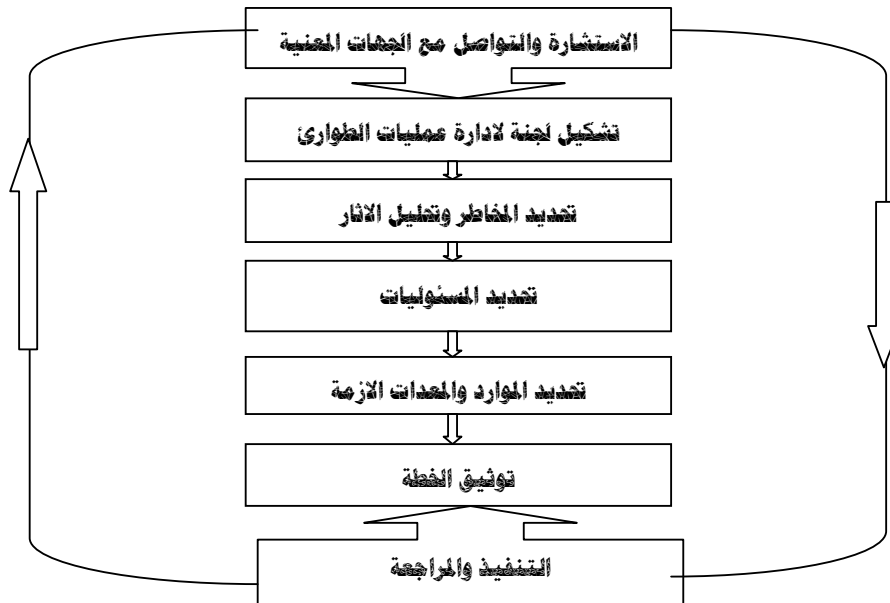 الاستشارة والتواصل مع الجهات المعنية
تشكيل لجنة لادارة عمليات الطوارئ
تحديد المخاطر وتحليل الاثار
تحديد المسئوليات
تحديد الموارد والمعدات الازمة
توثيق الخطة
التنفيذ والمراجعة